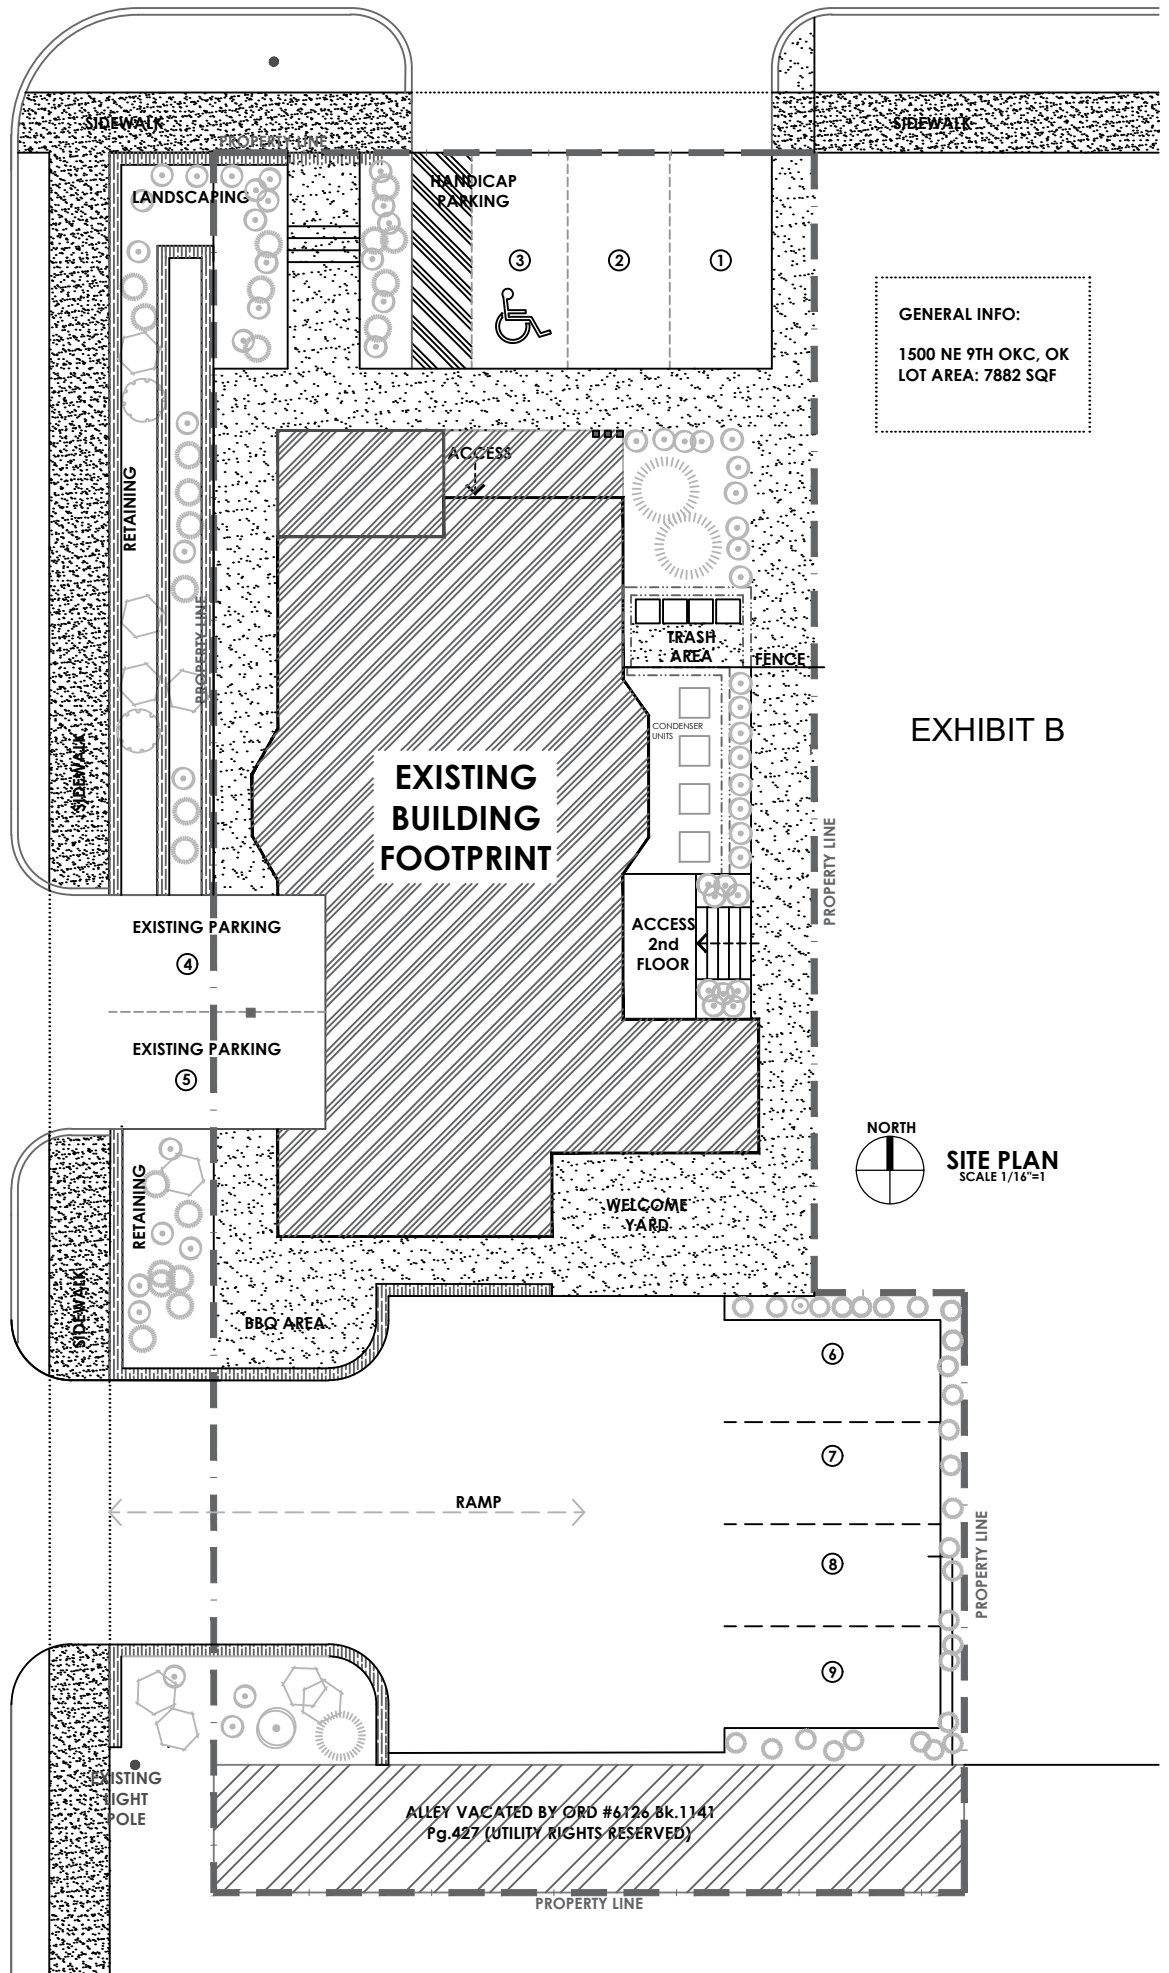 SIDEWALK
SIDEWALK
PROPERTY LINE
LANDSCAPING
HANDICAP
PARKING
3
2
1
GENERAL INFO:
1500 NE 9TH OKC, OK
LOT AREA: 7882 SQF
ACCESS
RETAINING
PROPERTY LINE
TRASH
AREA
FENCE
CONDENSER
UNITS
EXHIBIT B
SIDEWALK
EXISTING
BUILDING
FOOTPRINT
PROPERTY LINE
EXISTING PARKING
4
ACCESS
2nd
FLOOR
EXISTING PARKING
5
NORTH
SITE PLAN
SCALE 1/16"=1
RETAINING
WELCOME
YARD
SIDEWALK
BBQ AREA
6
7
RAMP
8
PROPERTY LINE
9
EXISTING
LIGHT
POLE
ALLEY VACATED BY ORD #6126 Bk.1141
Pg.427 (UTILITY RIGHTS RESERVED)
PROPERTY LINE